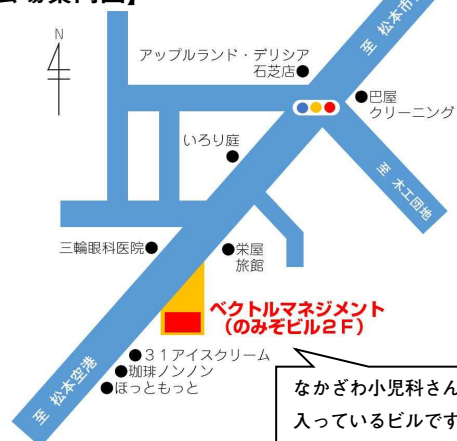 会場案内図】
N
至 松本市
アップルランド・デリシア
石芝店●
●巴屋
クリーニング
いろり庭
至 木工団地
三輪眼科医院●
●栄屋
旅館
ベクトルマネジメント
（のみぞビル２Ｆ）
●３１アイスクリーム
●珈琲ノンノン
●ほっともっと
至 松本空港
なかざわ小児科さん
入っているビルです